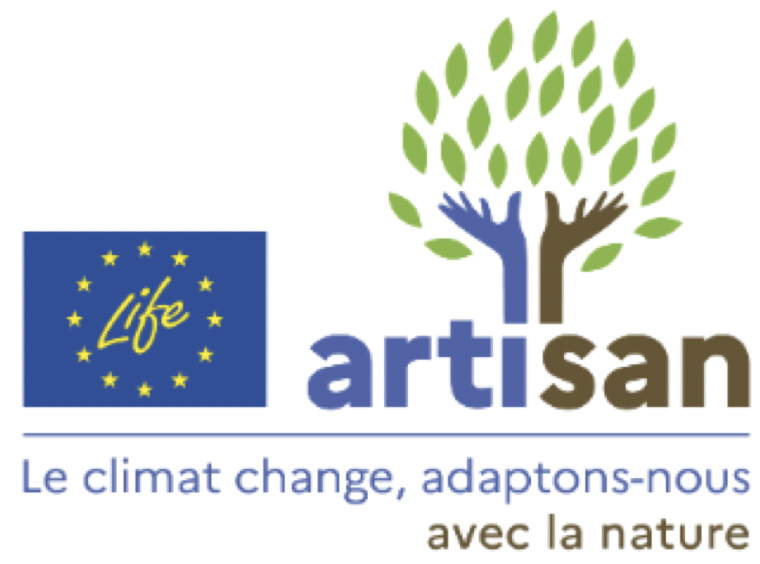 Life
artisan
Le climat change, adaptons-nous
avec la nature